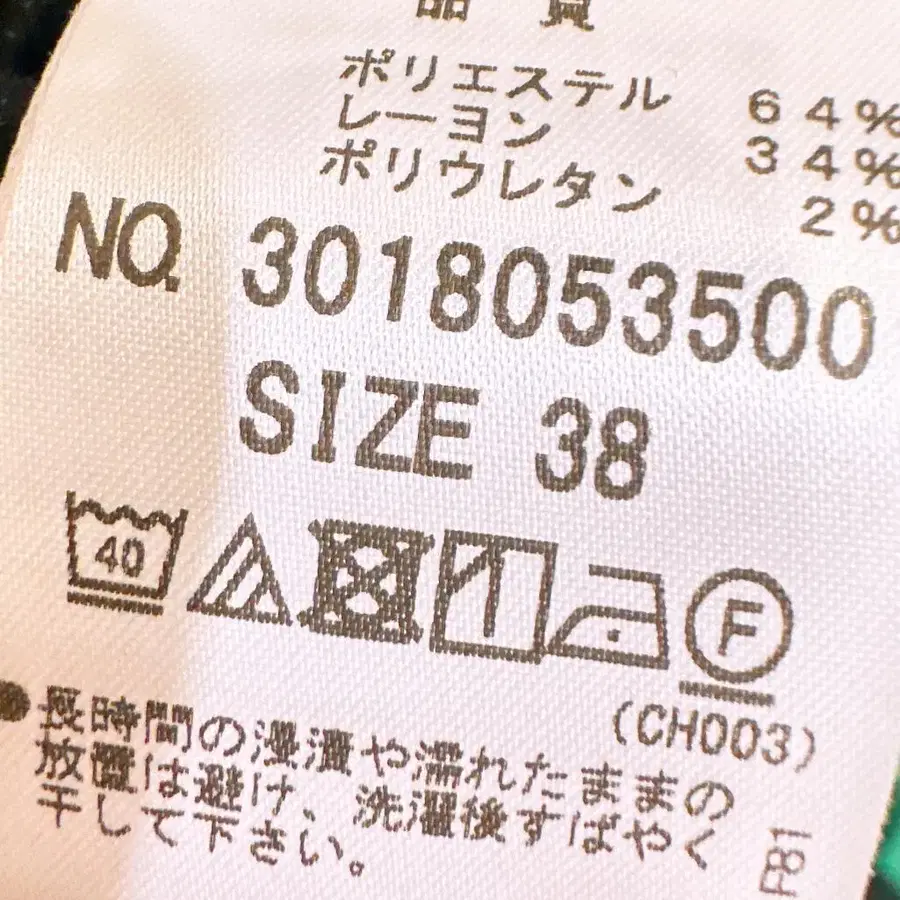 品質
ポリエステル 64%
レーヨン 34%
ポリウレタン 2%
NO. 3018053500
SIZE 38
40
F
(CH003)
●長時間の浸漬や濡れたままの
放置は避け、洗濯後すばやく
干して下さい。
P81